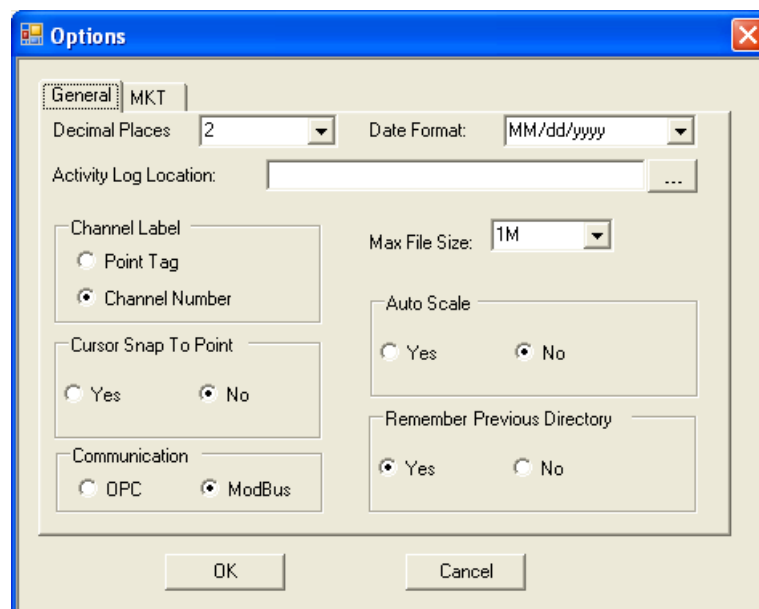 Options
General MKT
Decimal Places 2 Date Format: MM/dd/yyyy
Activity Log Location: ...
Channel Label
Point Tag
Channel Number
Max File Size: 1M
Auto Scale
Yes No
Cursor Snap To Point
Yes No
Remember Previous Directory
Yes No
Communication
OPC ModBus
OK Cancel